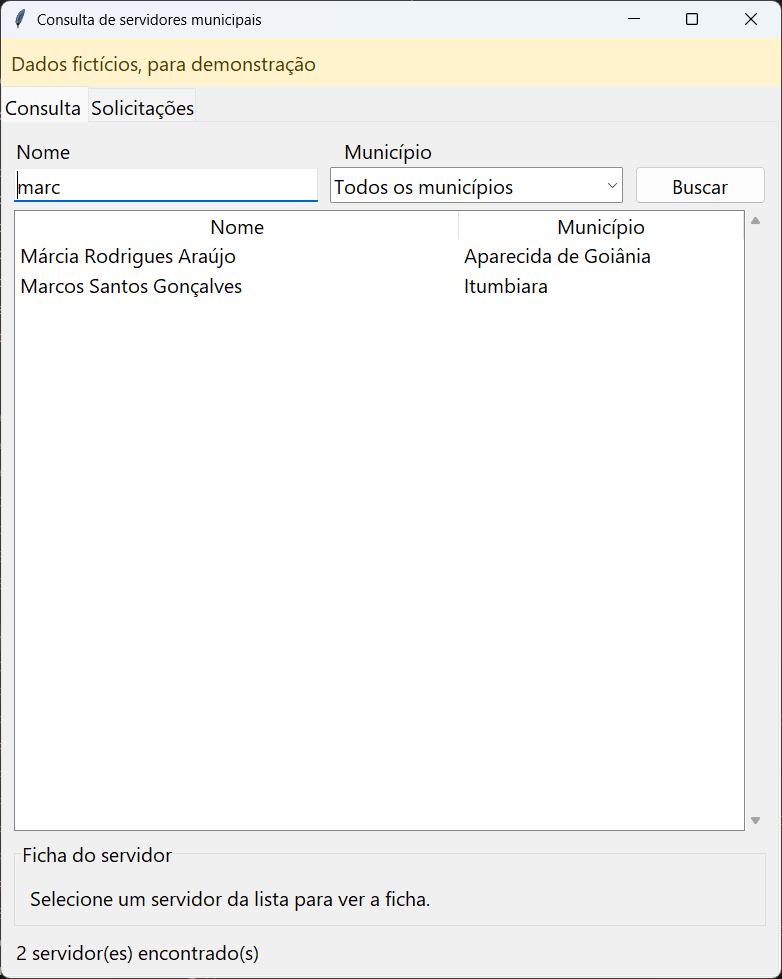 Consulta de servidores municipais
Dados fictícios, para demonstração
Consulta Solicitações
Nome Município
marc Todos os municípios Buscar
Nome Município
Márcia Rodrigues Araújo Aparecida de Goiânia
Marcos Santos Gonçalves Itumbiara
Ficha do servidor
Selecione um servidor da lista para ver a ficha.
2 servidor(es) encontrado(s)